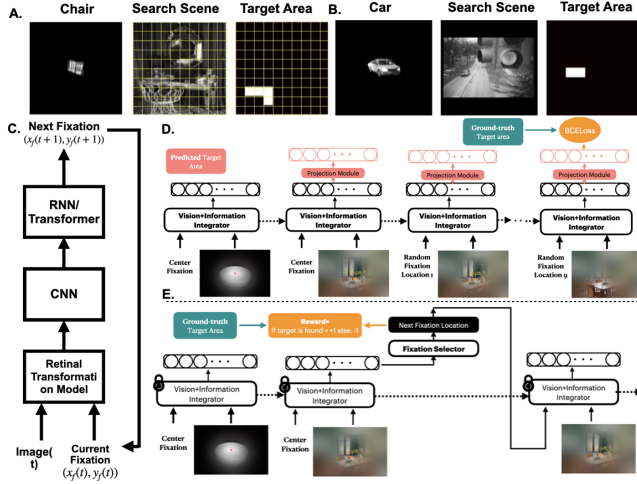 A.
Chair
Search Scene
Target Area
B.
Car
Search Scene
Target Area
C.
Next Fixation
(x_f(t + 1), y_f(t + 1))
RNN/
Transformer
CNN
Retinal
Transformati
on Model
Image(
t)
Current
Fixation
(x_f(t), y_f(t))
D.
Ground-truth
Target area
BCELoss
Predicted Target
Area
Projection Module
Projection Module
Projection Module
Vision+Information
Integrator
Vision+Information
Integrator
Vision+Information
Integrator
Vision+Information
Integrator
Center
Fixation
Center
Fixation
Random
Fixation
Location 1
Random
Fixation
Location 9
E.
Ground-truth
Target Area
Reward=
if target is found = +1 else: -1
Next Fixation Location
Fixation Selector
Vision+Information
Integrator
Vision+Information
Integrator
Vision+Information
Integrator
Center
Fixation
Center
Fixation